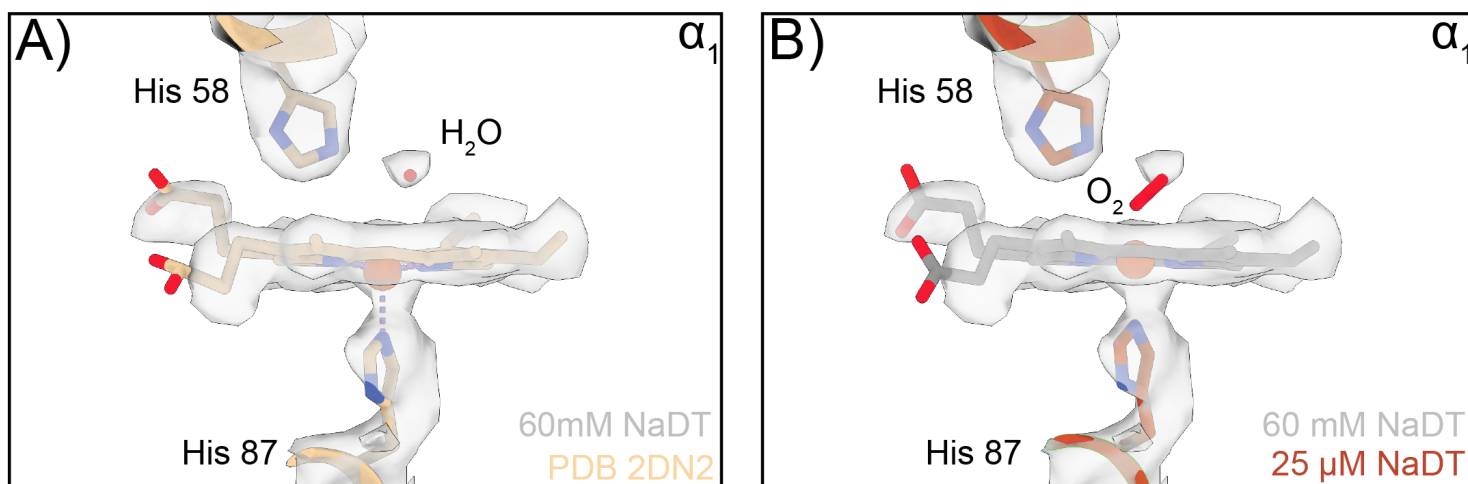 A)
α₁
His 58
H₂O
His 87
60mM NaDT
PDB 2DN2
B)
α₁
His 58
O₂
His 87
60 mM NaDT
25 µM NaDT